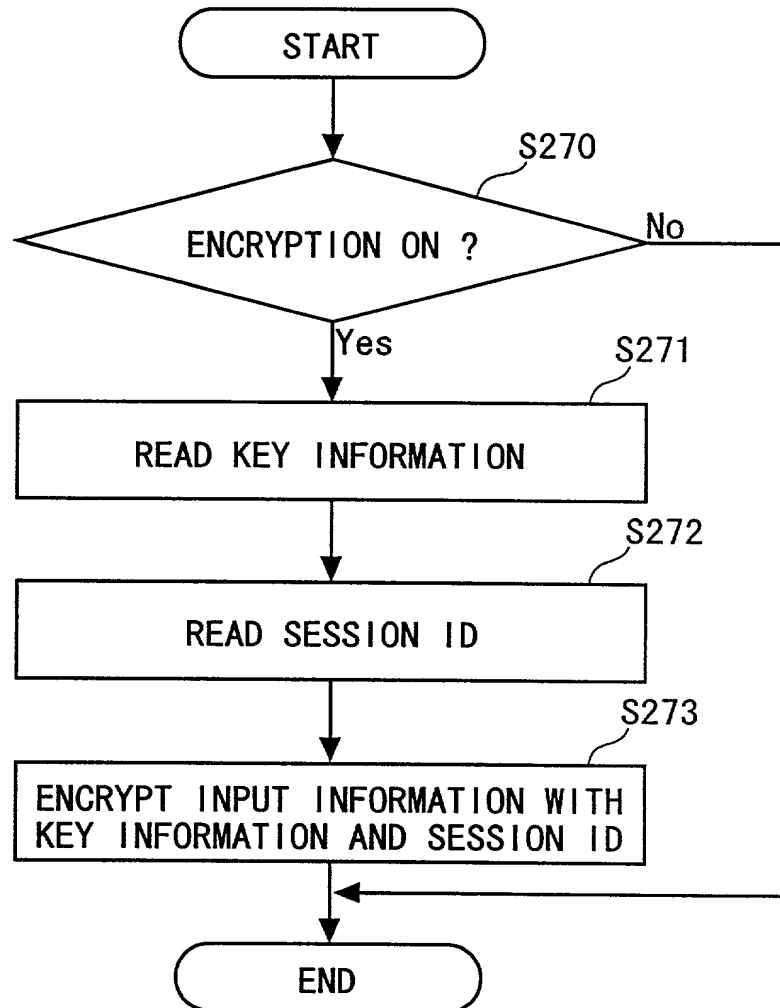 START
S270
ENCRYPTION ON ?
No
Yes
S271
READ KEY INFORMATION
S272
READ SESSION ID
S273
ENCRYPT INPUT INFORMATION WITH
KEY INFORMATION AND SESSION ID
END